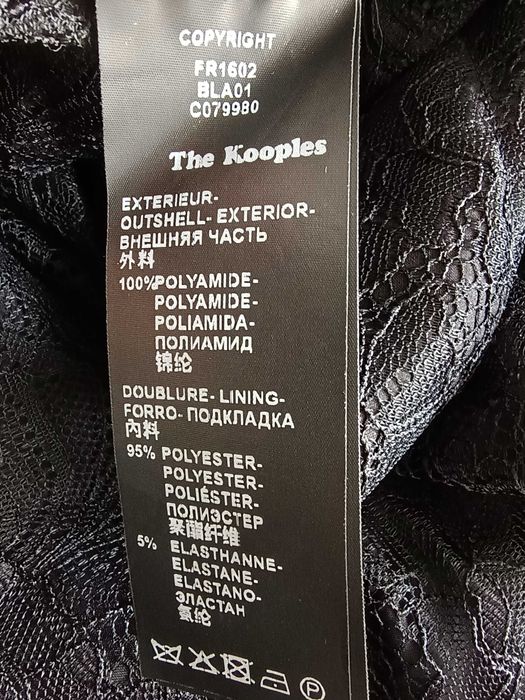 COPYRIGHT
FR1602
BLA01
C079980
The Kooples
EXTERIEUR-
OUTSHELL- EXTERIOR-
ВНЕШНЯЯ ЧАСТЬ
外料
100%POLYAMIDE-
POLYAMIDE-
POLIAMIDA-
ПОЛИАМИД
锦纶
DOUBLURE- LINING-
FORRO- ПОДКЛАДКА
內料
95% POLYESTER-
POLYESTER-
POLIÉSTER-
ПОЛИЭСТЕР
聚酯纤维
5% ELASTHANNE-
ELASTANE-
ELASTANO-
ЭЛАСТАН
氨纶
P